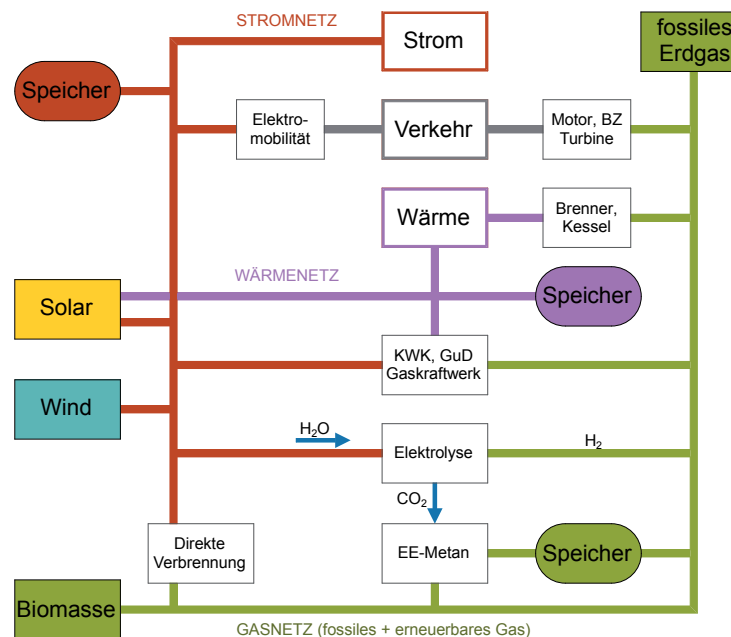 STROMNETZ
Strom
fossiles
Erdgas
Speicher
Elektro-
mobilität
Verkehr
Motor, BZ
Turbine
Wärme
Brenner,
Kessel
WÄRMENETZ
Speicher
Solar
KWK, GuD
Gaskraftwerk
Wind
H₂O
Elektrolyse
H₂
CO₂
Direkte
Verbrennung
EE-Metan
Speicher
Biomasse
GASNETZ (fossiles + erneuerbares Gas)